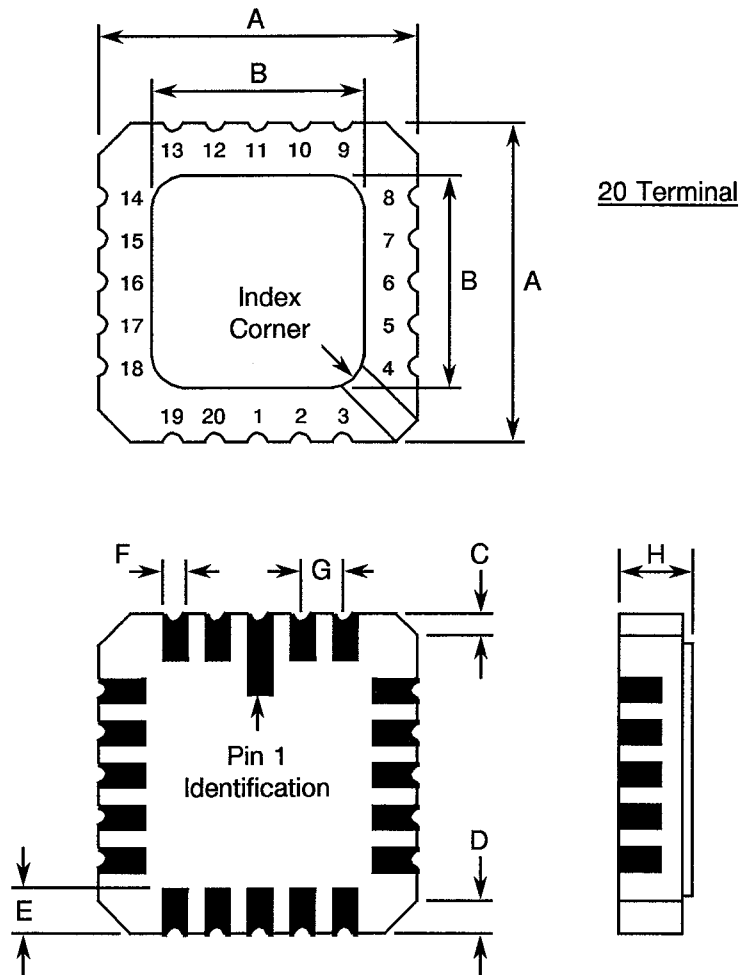 A
B
13 12 11 10 9
14 8
20 Terminal
15 7
16 6
B A
Index
Corner
17 5
18 4
19 20 1 2 3
F G C H
Pin 1
Identification
D
E